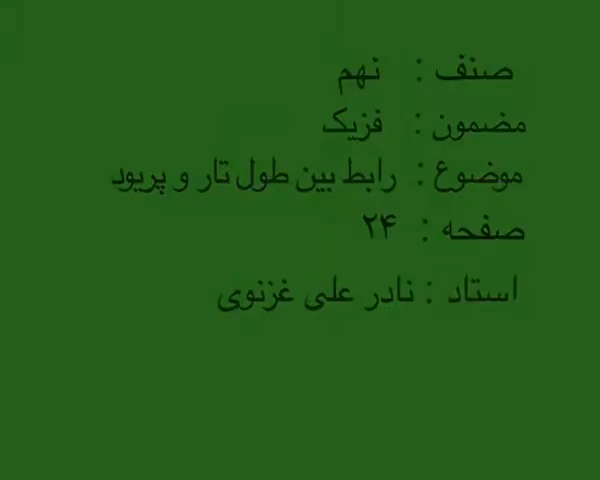 صنف : نهم
مضمون : فزیک
موضوع : رابط بین طول تار و پریود
صفحه : ۲۴
استاد : نادر علی غزنوی